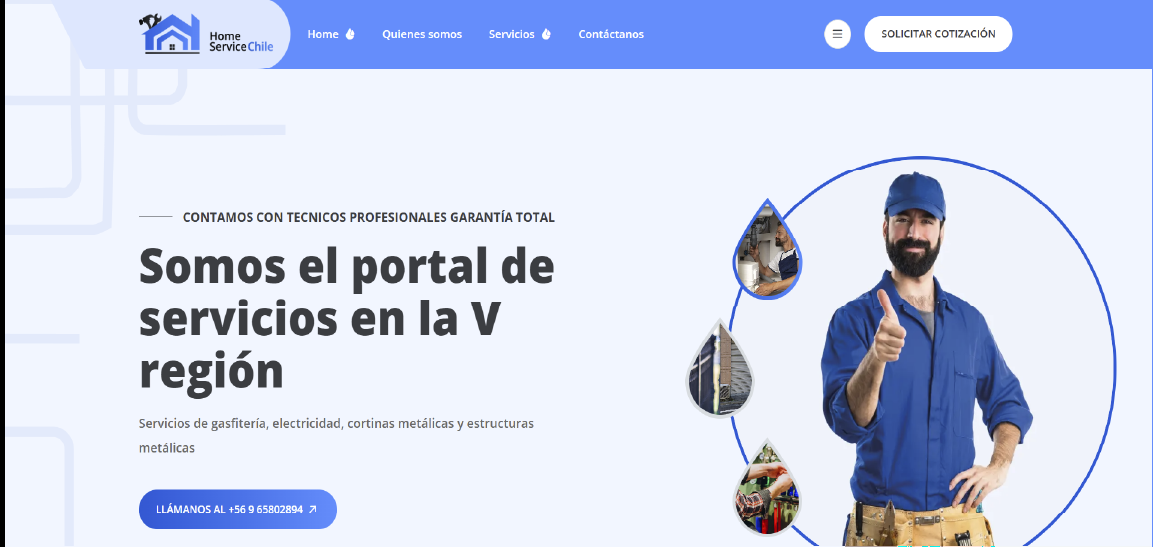 Home
Service Chile
Home
Quienes somos
Servicios
Contáctanos
SOLICITAR COTIZACIÓN
CONTAMOS CON TECNICOS PROFESIONALES GARANTÍA TOTAL
Somos el portal de
servicios en la V
región
Servicios de gasfitería, electricidad, cortinas metálicas y estructuras
metálicas
LLÁMANOS AL +56 9 65802894